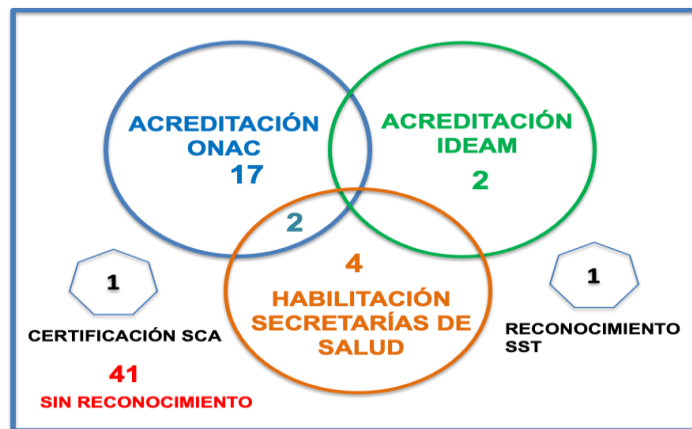 ACREDITACIÓN
ONAC
17
ACREDITACIÓN
IDEAM
2
2
4
HABILITACIÓN
SECRETARÍAS DE
SALUD
1
CERTIFICACIÓN SCA
41
SIN RECONOCIMIENTO
1
RECONOCIMIENTO
SST